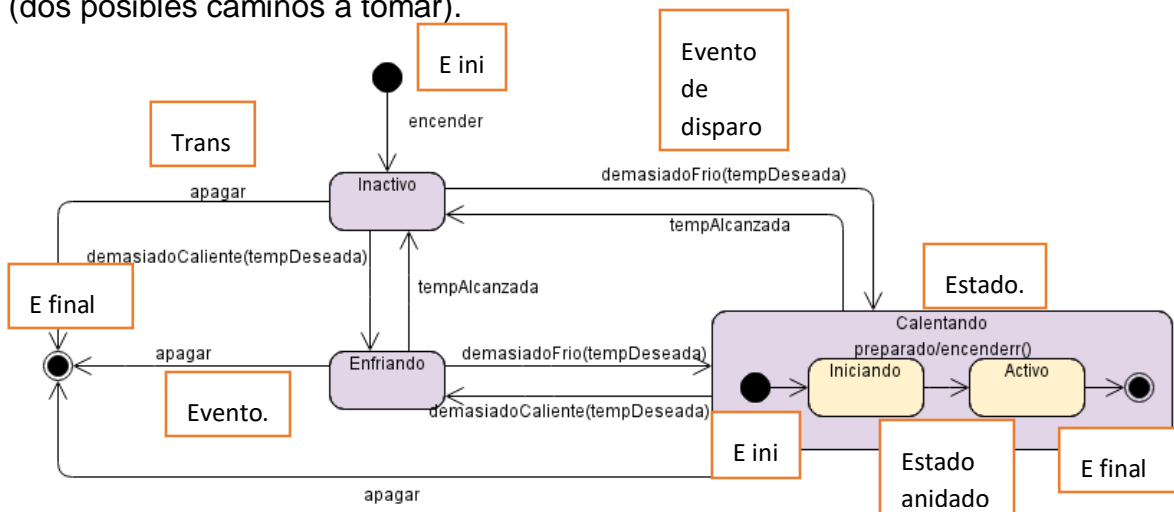 (dos posibles caminos a tomar).
E ini
Evento
de
disparo
encender
Trans
Inactivo
demasiadoFrio(tempDeseada)
apagar
tempAlcanzada
demasiadoCaliente(tempDeseada)
E final
tempAlcanzada
Estado.
Calentando
apagar
Enfriando
demasiadoFrio(tempDeseada)
preparado/encenderr()
Iniciando
Activo
Evento.
demasiadoCaliente(tempDeseada)
E ini
Estado
anidado
E final
apagar